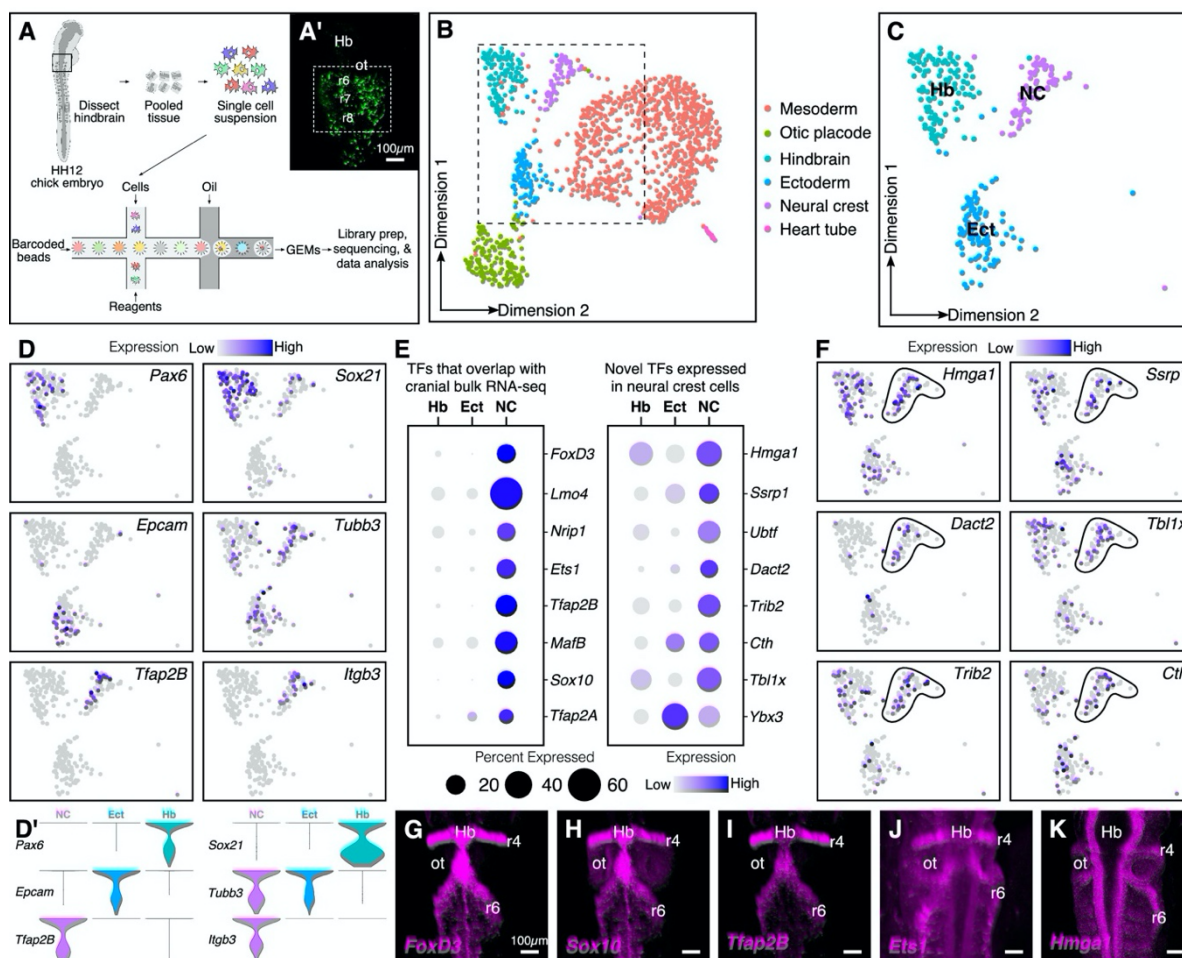 A
Dissect
hindbrain
Pooled
tissue
Single cell
suspension
HH12
chick embryo
Cells
Oil
Barcoded
beads
GEMs
Library prep,
sequencing, &
data analysis
Reagents
A'
Hb
ot
r6
r7
r8
100µm
B
Dimension 1
Dimension 2
Mesoderm
Otic placode
Hindbrain
Ectoderm
Neural crest
Heart tube
C
Hb
NC
Ect
Dimension 1
Dimension 2
D
Expression Low High
Pax6
Sox21
Epcam
Tubb3
Tfap2B
Itgb3
D'
NC Ect Hb
NC Ect Hb
Pax6
Sox21
Epcam
Tubb3
Tfap2B
Itgb3
E
TFs that overlap with
cranial bulk RNA-seq
Hb Ect NC
FoxD3
Lmo4
Nrip1
Ets1
Tfap2B
MafB
Sox10
Tfap2A
Novel TFs expressed
in neural crest cells
Hb Ect NC
Hmga1
Ssrp1
Ubtf
Dact2
Trib2
Cth
Tbl1x
Ybx3
Percent Expressed
20 40 60
Expression
Low High
F
Expression
Low High
Hmga1
Ssrp
Dact2
Tbl1x
Trib2
G
Hb
r4
ot
r6
FoxD3
100µm
H
Hb
r4
ot
r6
Sox10
I
Hb
r4
ot
r6
Tfap2B
J
Hb
r4
ot
r6
Ets1
K
Hb
r4
ot
r6
Hmga1